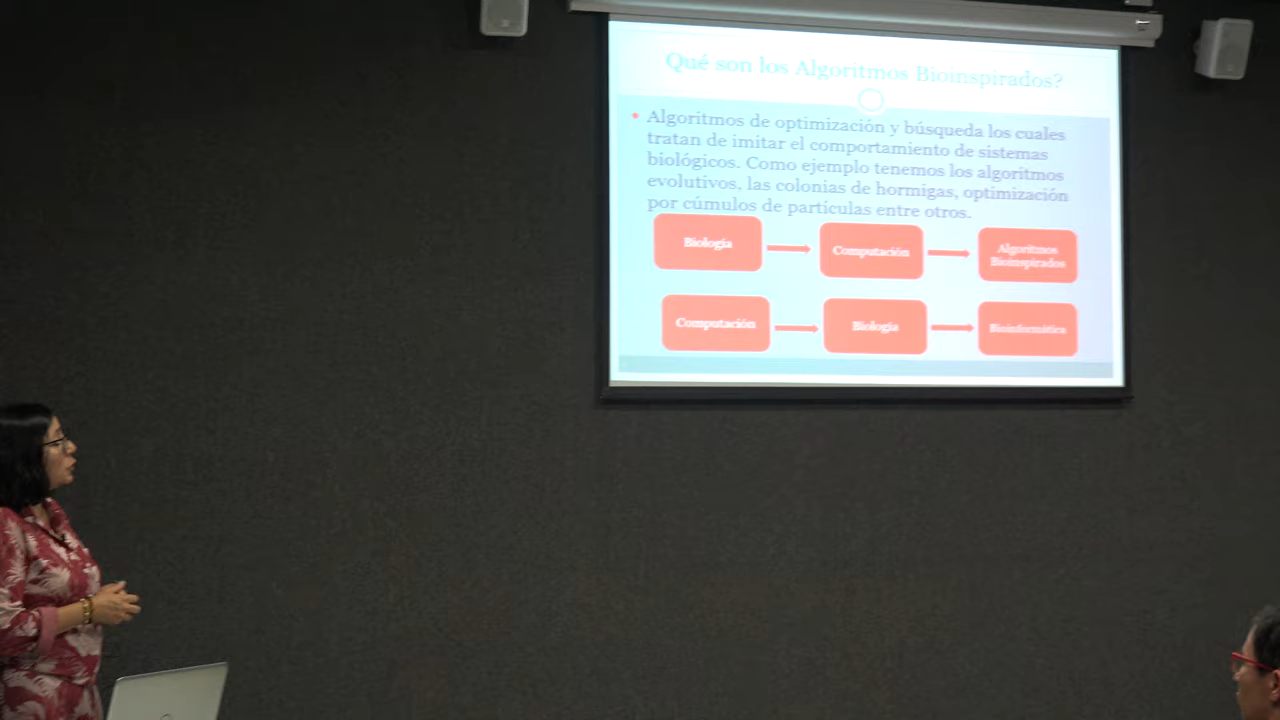 Qué son los Algoritmos Bioinspirados?
• Algoritmos de optimización y búsqueda los cuales
tratan de imitar el comportamiento de sistemas
biológicos. Como ejemplo tenemos los algoritmos
evolutivos, las colonias de hormigas, optimización
por cúmulos de partículas entre otros.
Biología
Computación
Algoritmos
Bioinspirados
Computación
Biología
Bioinformática